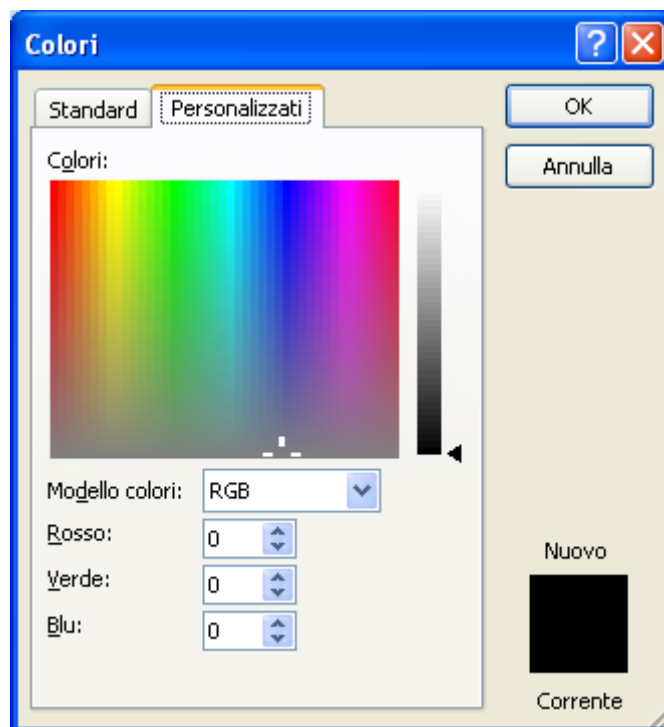 Colori
Standard Personalizzati
OK
Annulla
Colori:
Modello colori: RGB
Rosso: 0
Verde: 0
Blu: 0
Nuovo
Corrente